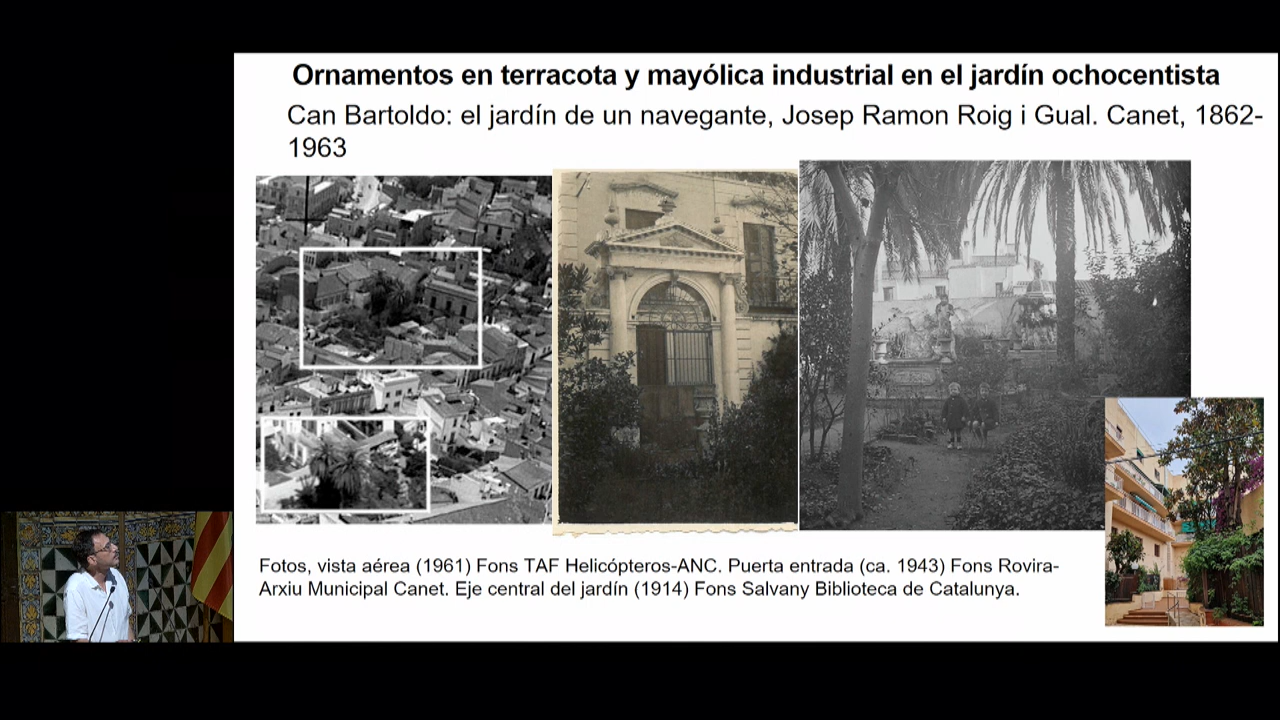 Ornamentos en terracota y mayólica industrial en el jardín ochocentista
Can Bartoldo: el jardín de un navegante, Josep Ramon Roig i Gual. Canet, 1862-
1963
Fotos, vista aérea (1961) Fons TAF Helicópteros-ANC. Puerta entrada (ca. 1943) Fons Rovira-
Arxiu Municipal Canet. Eje central del jardín (1914) Fons Salvany Biblioteca de Catalunya.